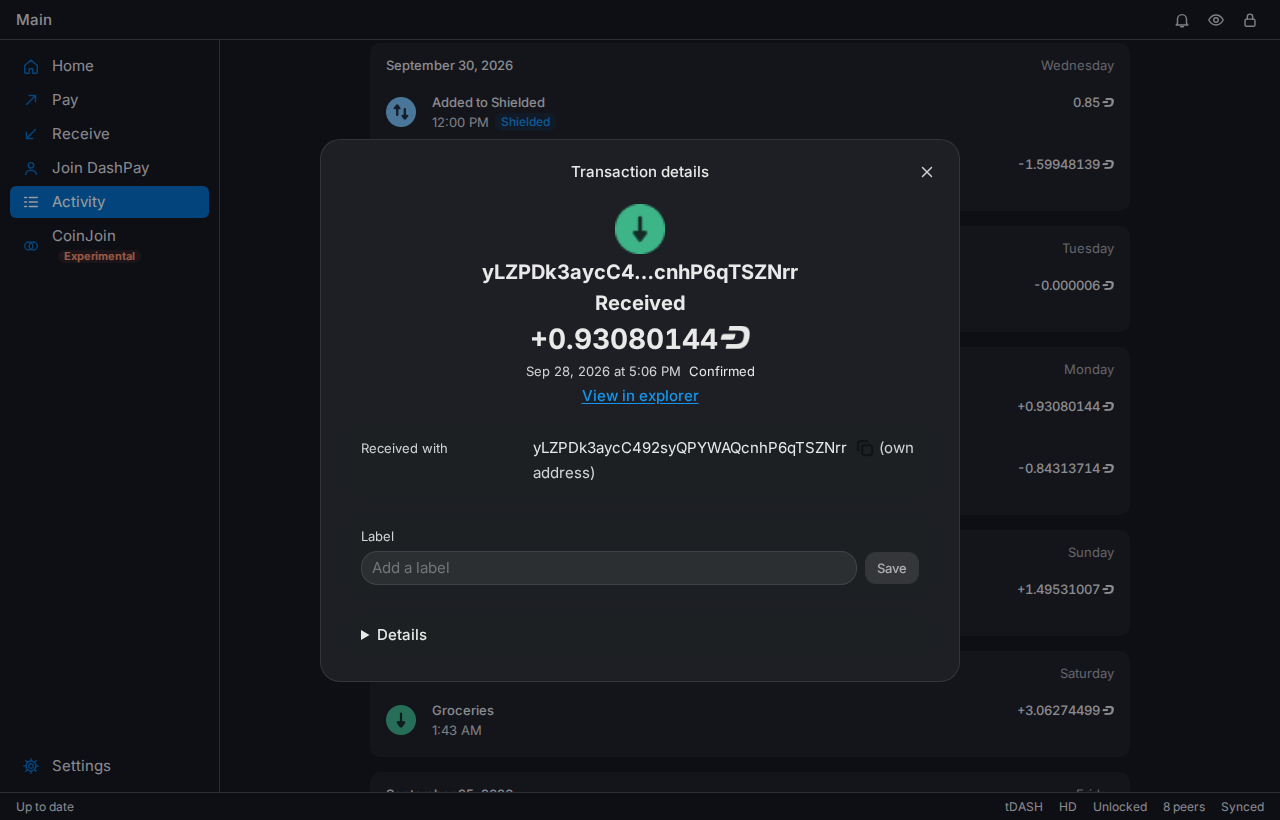 Main
Home
Pay
Receive
Join DashPay
Activity
CoinJoin
Experimental
Settings
September 30, 2026 Wednesday
Added to Shielded 0.85
12:00 PM Shielded
-1.59948139
Tuesday
-0.000006
Monday
+0.93080144
-0.84313714
Sunday
+1.49531007
Saturday
Groceries +3.06274499
1:43 AM
Transaction details
yLZPDk3aycC4...cnhP6qTSZNrr
Received
+0.93080144
Sep 28, 2026 at 5:06 PM Confirmed
View in explorer
Received with yLZPDk3aycC492syQPYWAQcnhP6qTSZNrr (own
address)
Label
Add a label Save
Details
Up to date tDASH HD Unlocked 8 peers Synced